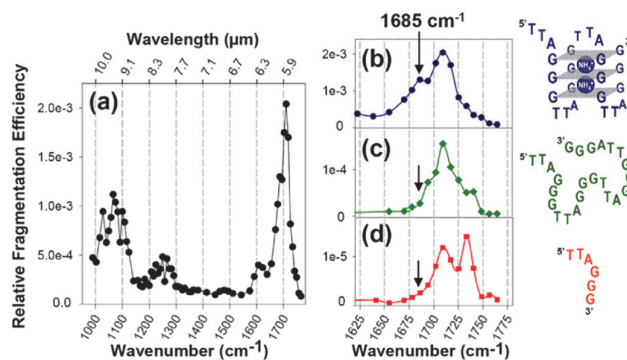 Wavelength (µm)
10.0 9.1 8.3 7.7 7.1 6.7 6.3 5.9
(a)
Relative Fragmentation Efficiency
2.0e-3
1.5e-3
1.0e-3
5.0e-4
0.0
1000 1100 1200 1300 1400 1500 1600 1700
Wavenumber (cm⁻¹)
1685 cm⁻¹
(b)
2e-3
1e-3
0
(c)
1e-4
0
(d)
1e-5
0
1625 1650 1675 1700 1725 1750 1775
Wavenumber (cm⁻¹)
5'
T T A G G G T T A G G G T T A G G G T T A G G G
3'
5'
T T A G G G
3'